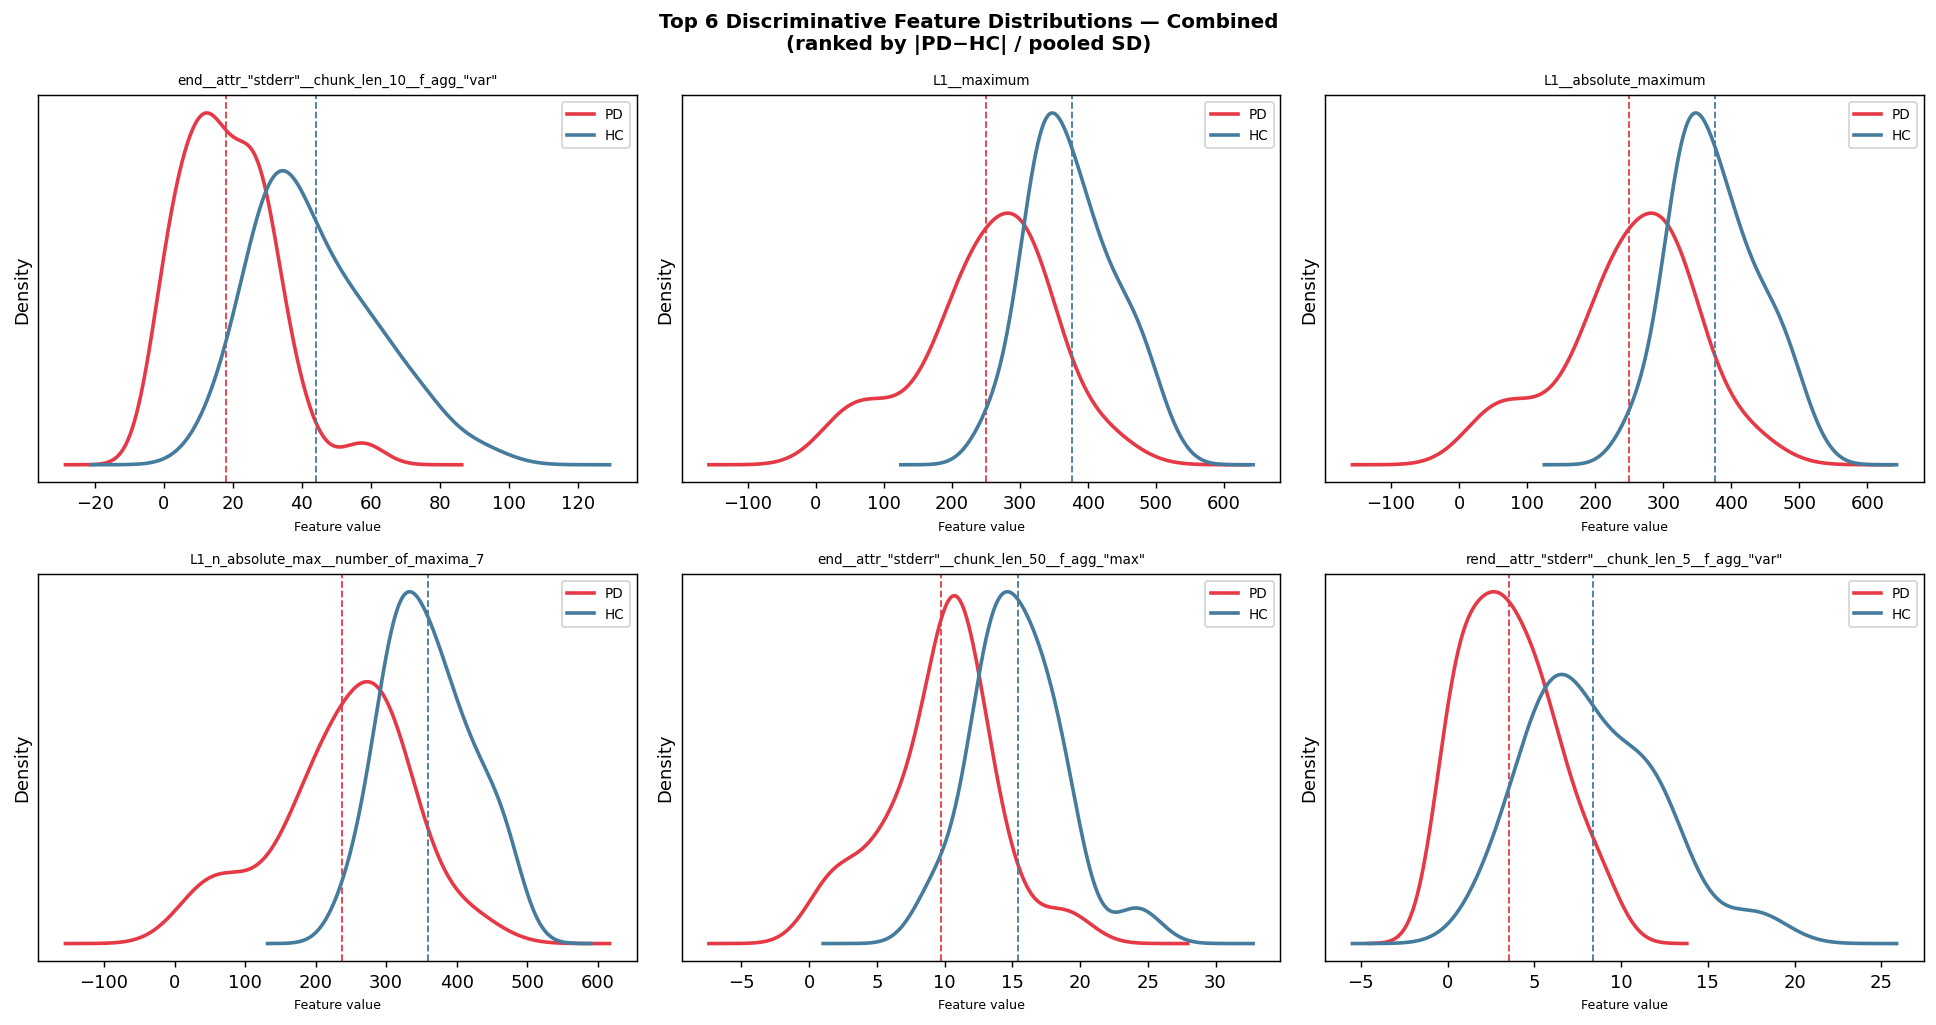 Top 6 Discriminative Feature Distributions — Combined
(ranked by |PD−HC| / pooled SD)
end__attr_"stderr"__chunk_len_10__f_agg_"var"
PD
HC
Density
−20 0 20 40 60 80 100 120
Feature value
L1__maximum
PD
HC
Density
−100 0 100 200 300 400 500 600
Feature value
L1__absolute_maximum
PD
HC
Density
−100 0 100 200 300 400 500 600
Feature value
L1_n_absolute_max__number_of_maxima_7
PD
HC
Density
−100 0 100 200 300 400 500 600
Feature value
end__attr_"stderr"__chunk_len_50__f_agg_"max"
PD
HC
Density
−5 0 5 10 15 20 25 30
Feature value
rend__attr_"stderr"__chunk_len_5__f_agg_"var"
PD
HC
Density
−5 0 5 10 15 20 25
Feature value